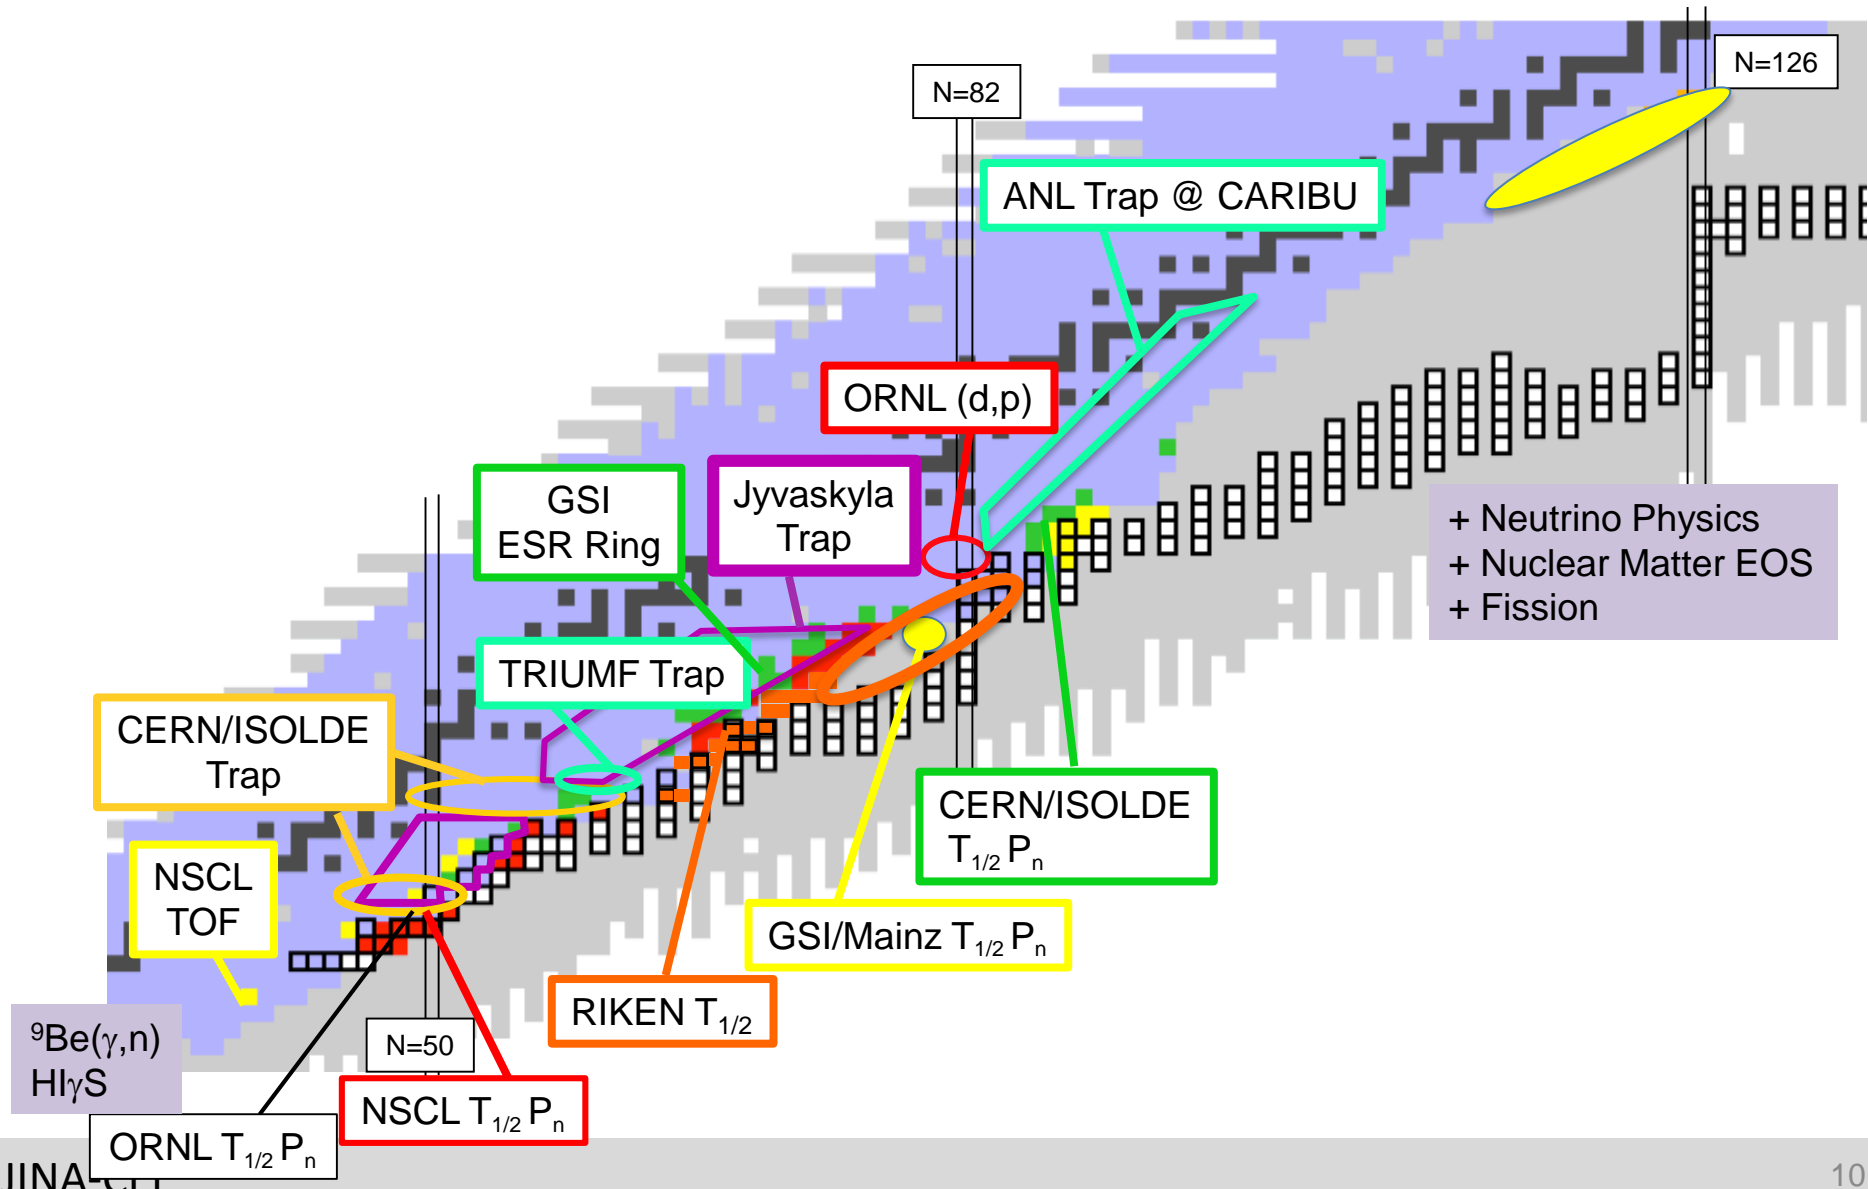 N=126
N=82
ANL Trap @ CARIBU
ORNL (d,p)
GSI
ESR Ring
Jyvaskyla
Trap
+ Neutrino Physics
+ Nuclear Matter EOS
+ Fission
TRIUMF Trap
CERN/ISOLDE
Trap
CERN/ISOLDE
T1/2 Pn
NSCL
TOF
GSI/Mainz T1/2 Pn
RIKEN T1/2
9Be(γ,n)
HIγS
N=50
NSCL T1/2 Pn
ORNL T1/2 Pn
10